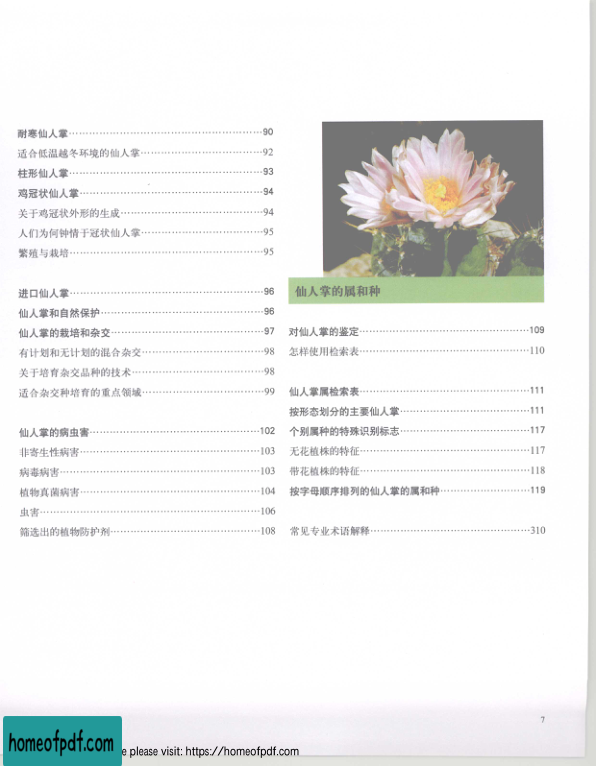 耐寒仙人掌……90
适合低温越冬环境的仙人掌……92
柱形仙人掌……93
鸡冠状仙人掌……94
关于鸡冠状外形的生成……94
人们为何钟情于冠状仙人掌……95
繁殖与栽培……95
进口仙人掌……96
仙人掌和自然保护……96
仙人掌的栽培和杂交……97
有计划和无计划的混合杂交……98
关于培育杂交品种的技术……98
适合杂交种培育的重点领域……99
仙人掌的病虫害……102
非寄生性病害……103
病毒病害……103
植物真菌病害……104
虫害……106
筛选出的植物防护剂……108
仙人掌的属和种
对仙人掌的鉴定……109
怎样使用检索表……110
仙人掌属检索表……111
按形态划分的主要仙人掌……111
个别属种的特殊识别标志……117
无花植株的特征……117
带花植株的特征……118
按字母顺序排列的仙人掌的属和种……119
常见专业术语解释……310
7
homeofpdf.com
e please visit: https://homeofpdf.com